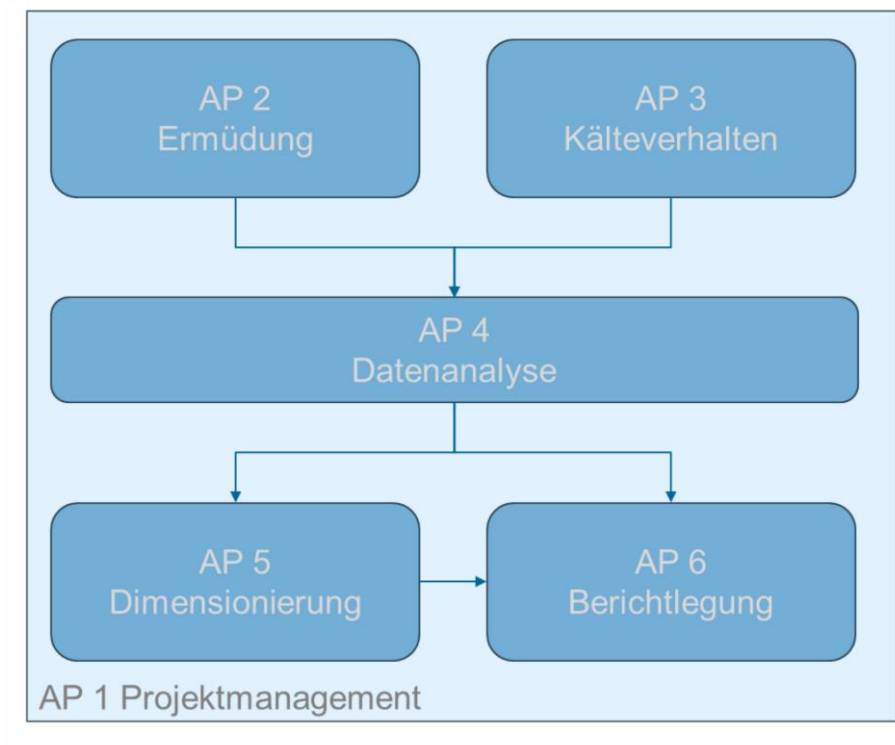 AP 2
Ermüdung
AP 3
Kälteverhalten
AP 4
Datenanalyse
AP 5
Dimensionierung
AP 6
Berichtlegung
AP 1 Projektmanagement